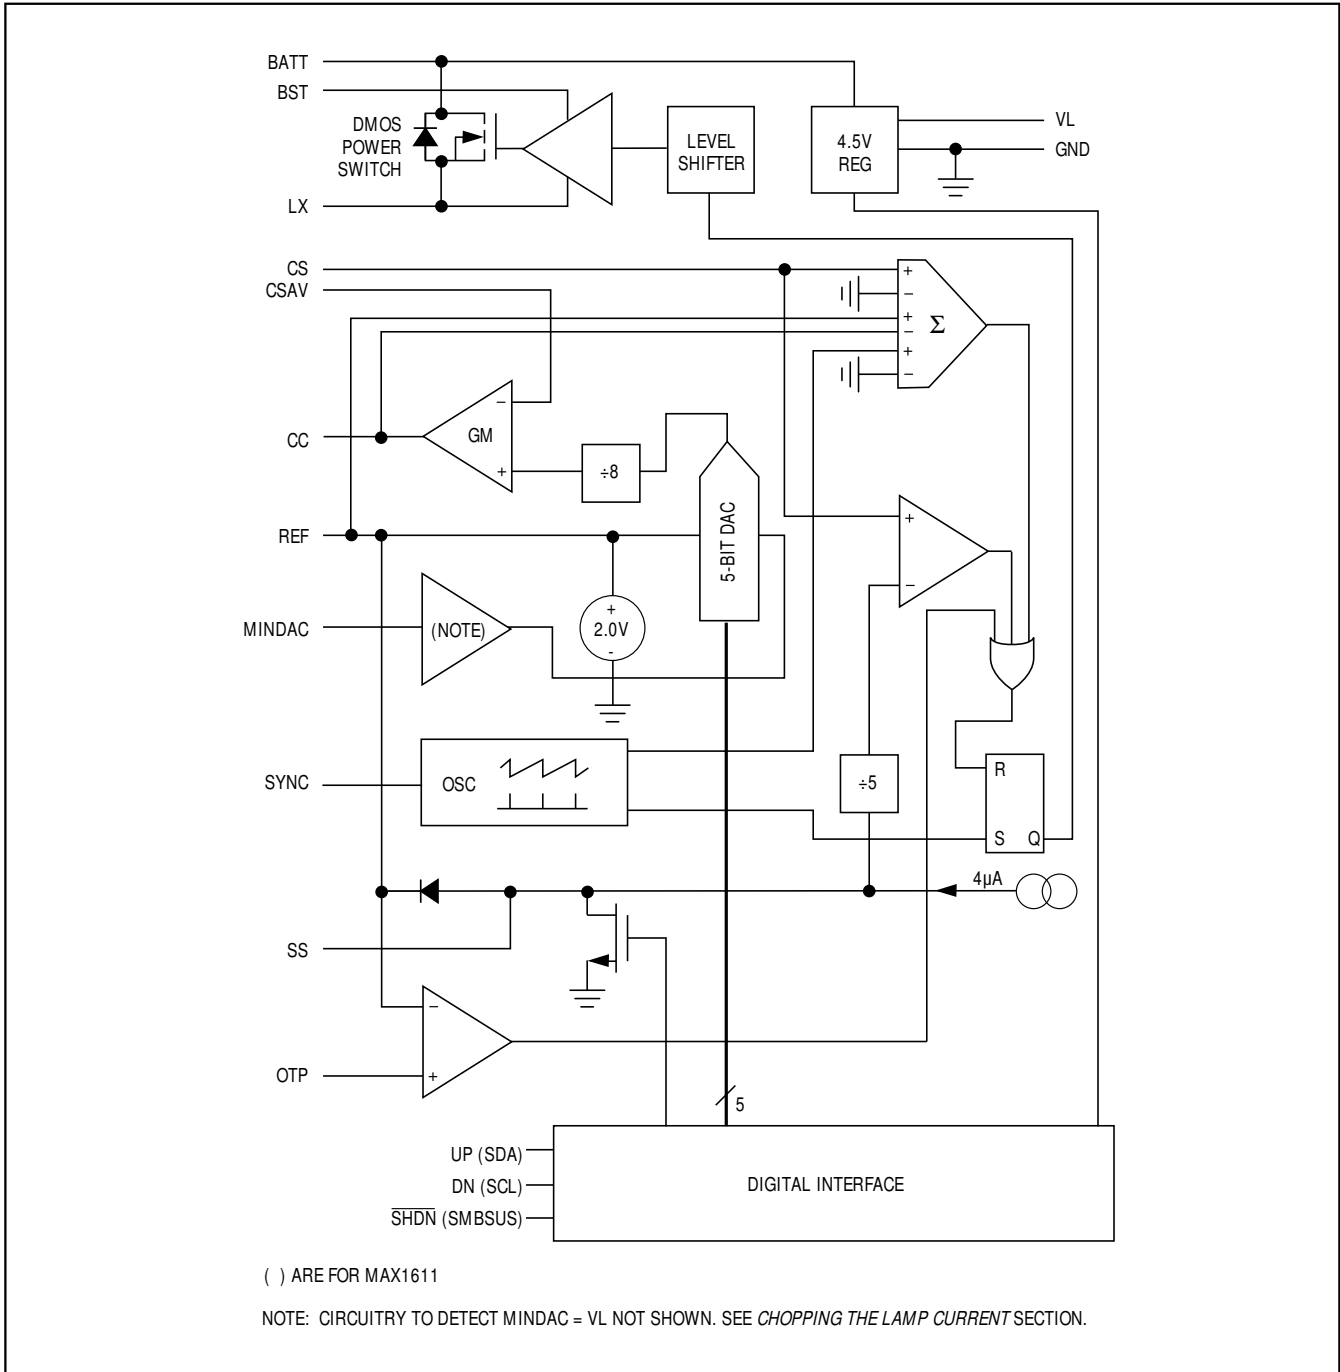 BATT
BST
DMOS
POWER
SWITCH
LEVEL
SHIFTER
4.5V
REG
VL
GND
LX
CS
CSAV
+
−
+
−
+
−
Σ
CC
−
GM
+
÷8
5-BIT DAC
REF
+
−
MINDAC
(NOTE)
+
2.0V
-
SYNC
OSC
÷5
R
S Q
4µA
SS
−
+
OTP
5
UP (SDA)
DN (SCL)
SHDN (SMBSUS)
DIGITAL INTERFACE
( ) ARE FOR MAX1611
NOTE: CIRCUITRY TO DETECT MINDAC = VL NOT SHOWN. SEE CHOPPING THE LAMP CURRENT SECTION.